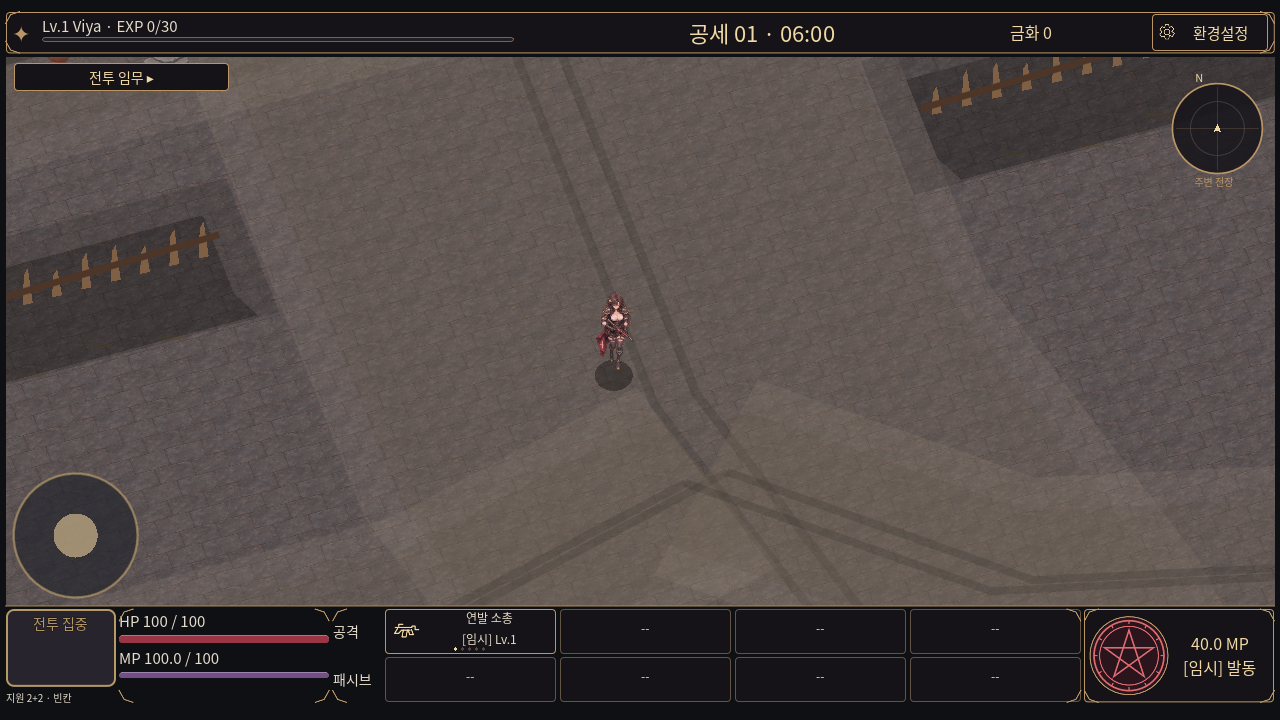 Lv.1 Viya · EXP 0/30
공세 01 · 06:00
금화 0
환경설정
전투 임무 ▸
N
주변 전장
전투 집중
지원 2+2 · 빈칸
HP 100 / 100
MP 100.0 / 100
공격
패시브
연발 소총
[임시] Lv.1
--
--
--
--
--
--
--
40.0 MP
[임시] 발동